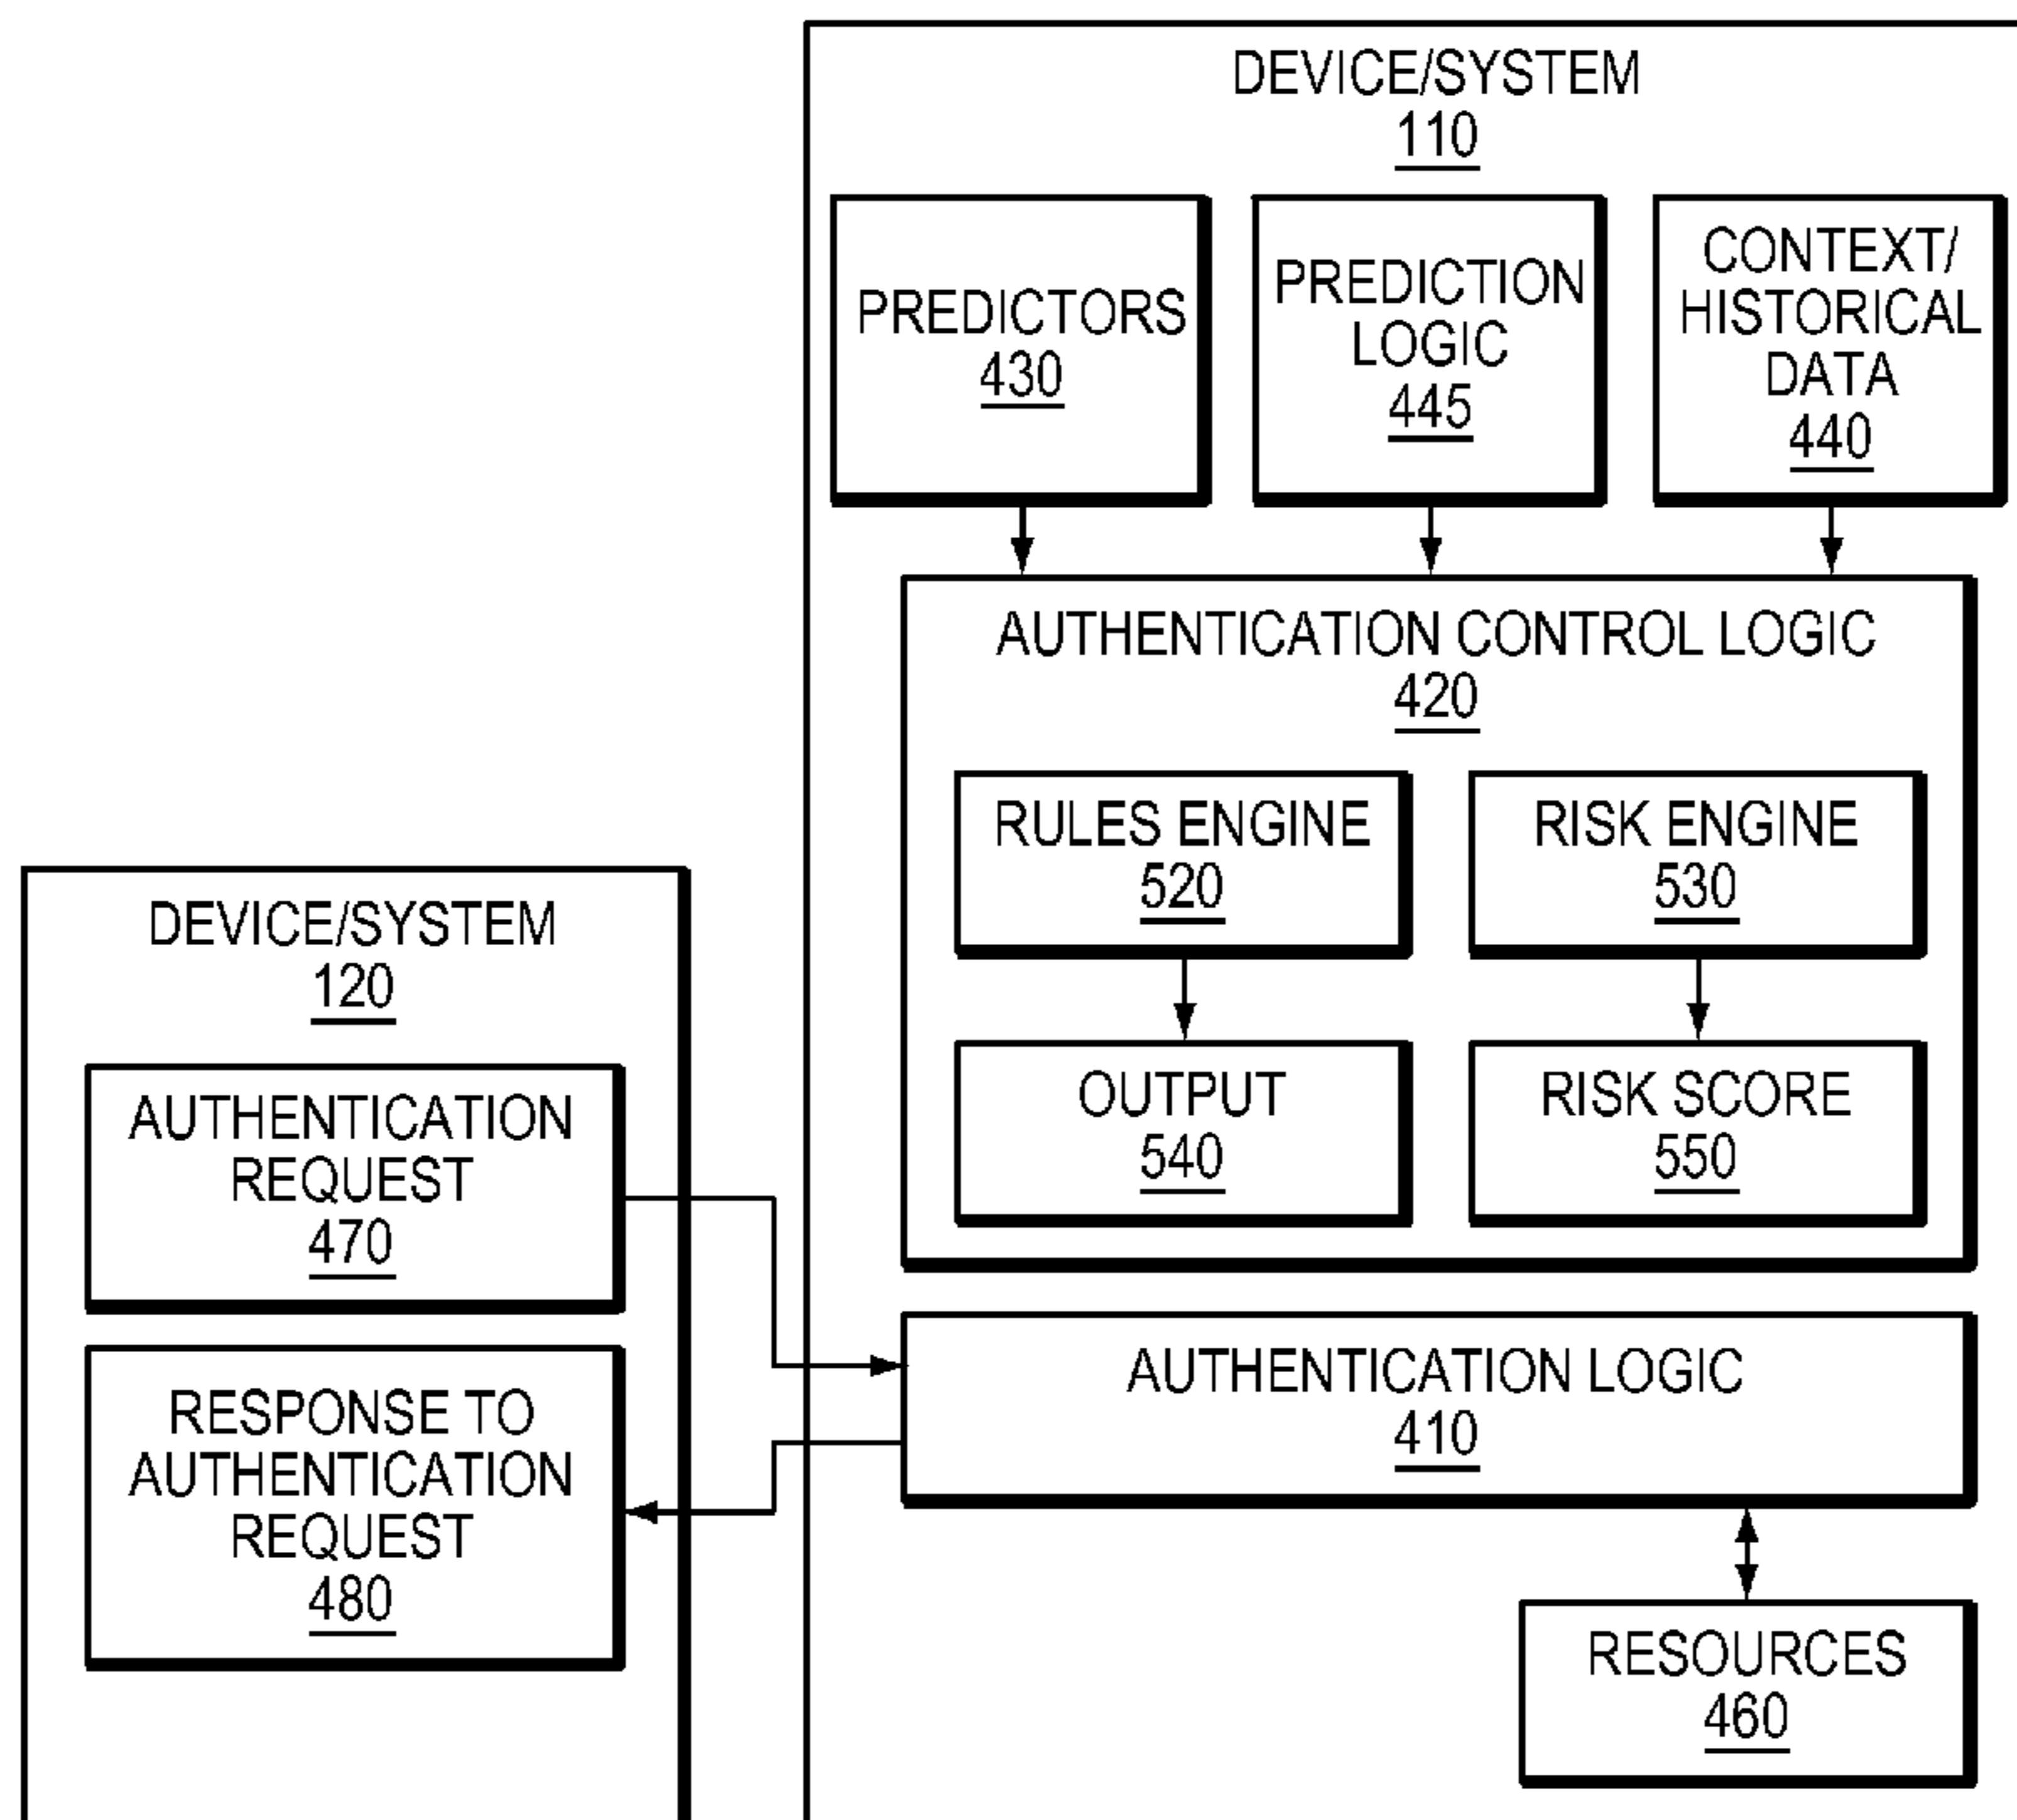 DEVICE/SYSTEM
110
PREDICTORS
430
PREDICTION
LOGIC
445
CONTEXT/
HISTORICAL
DATA
440
AUTHENTICATION CONTROL LOGIC
420
RULES ENGINE
520
RISK ENGINE
530
OUTPUT
540
RISK SCORE
550
DEVICE/SYSTEM
120
AUTHENTICATION
REQUEST
470
RESPONSE TO
AUTHENTICATION
REQUEST
480
AUTHENTICATION LOGIC
410
RESOURCES
460